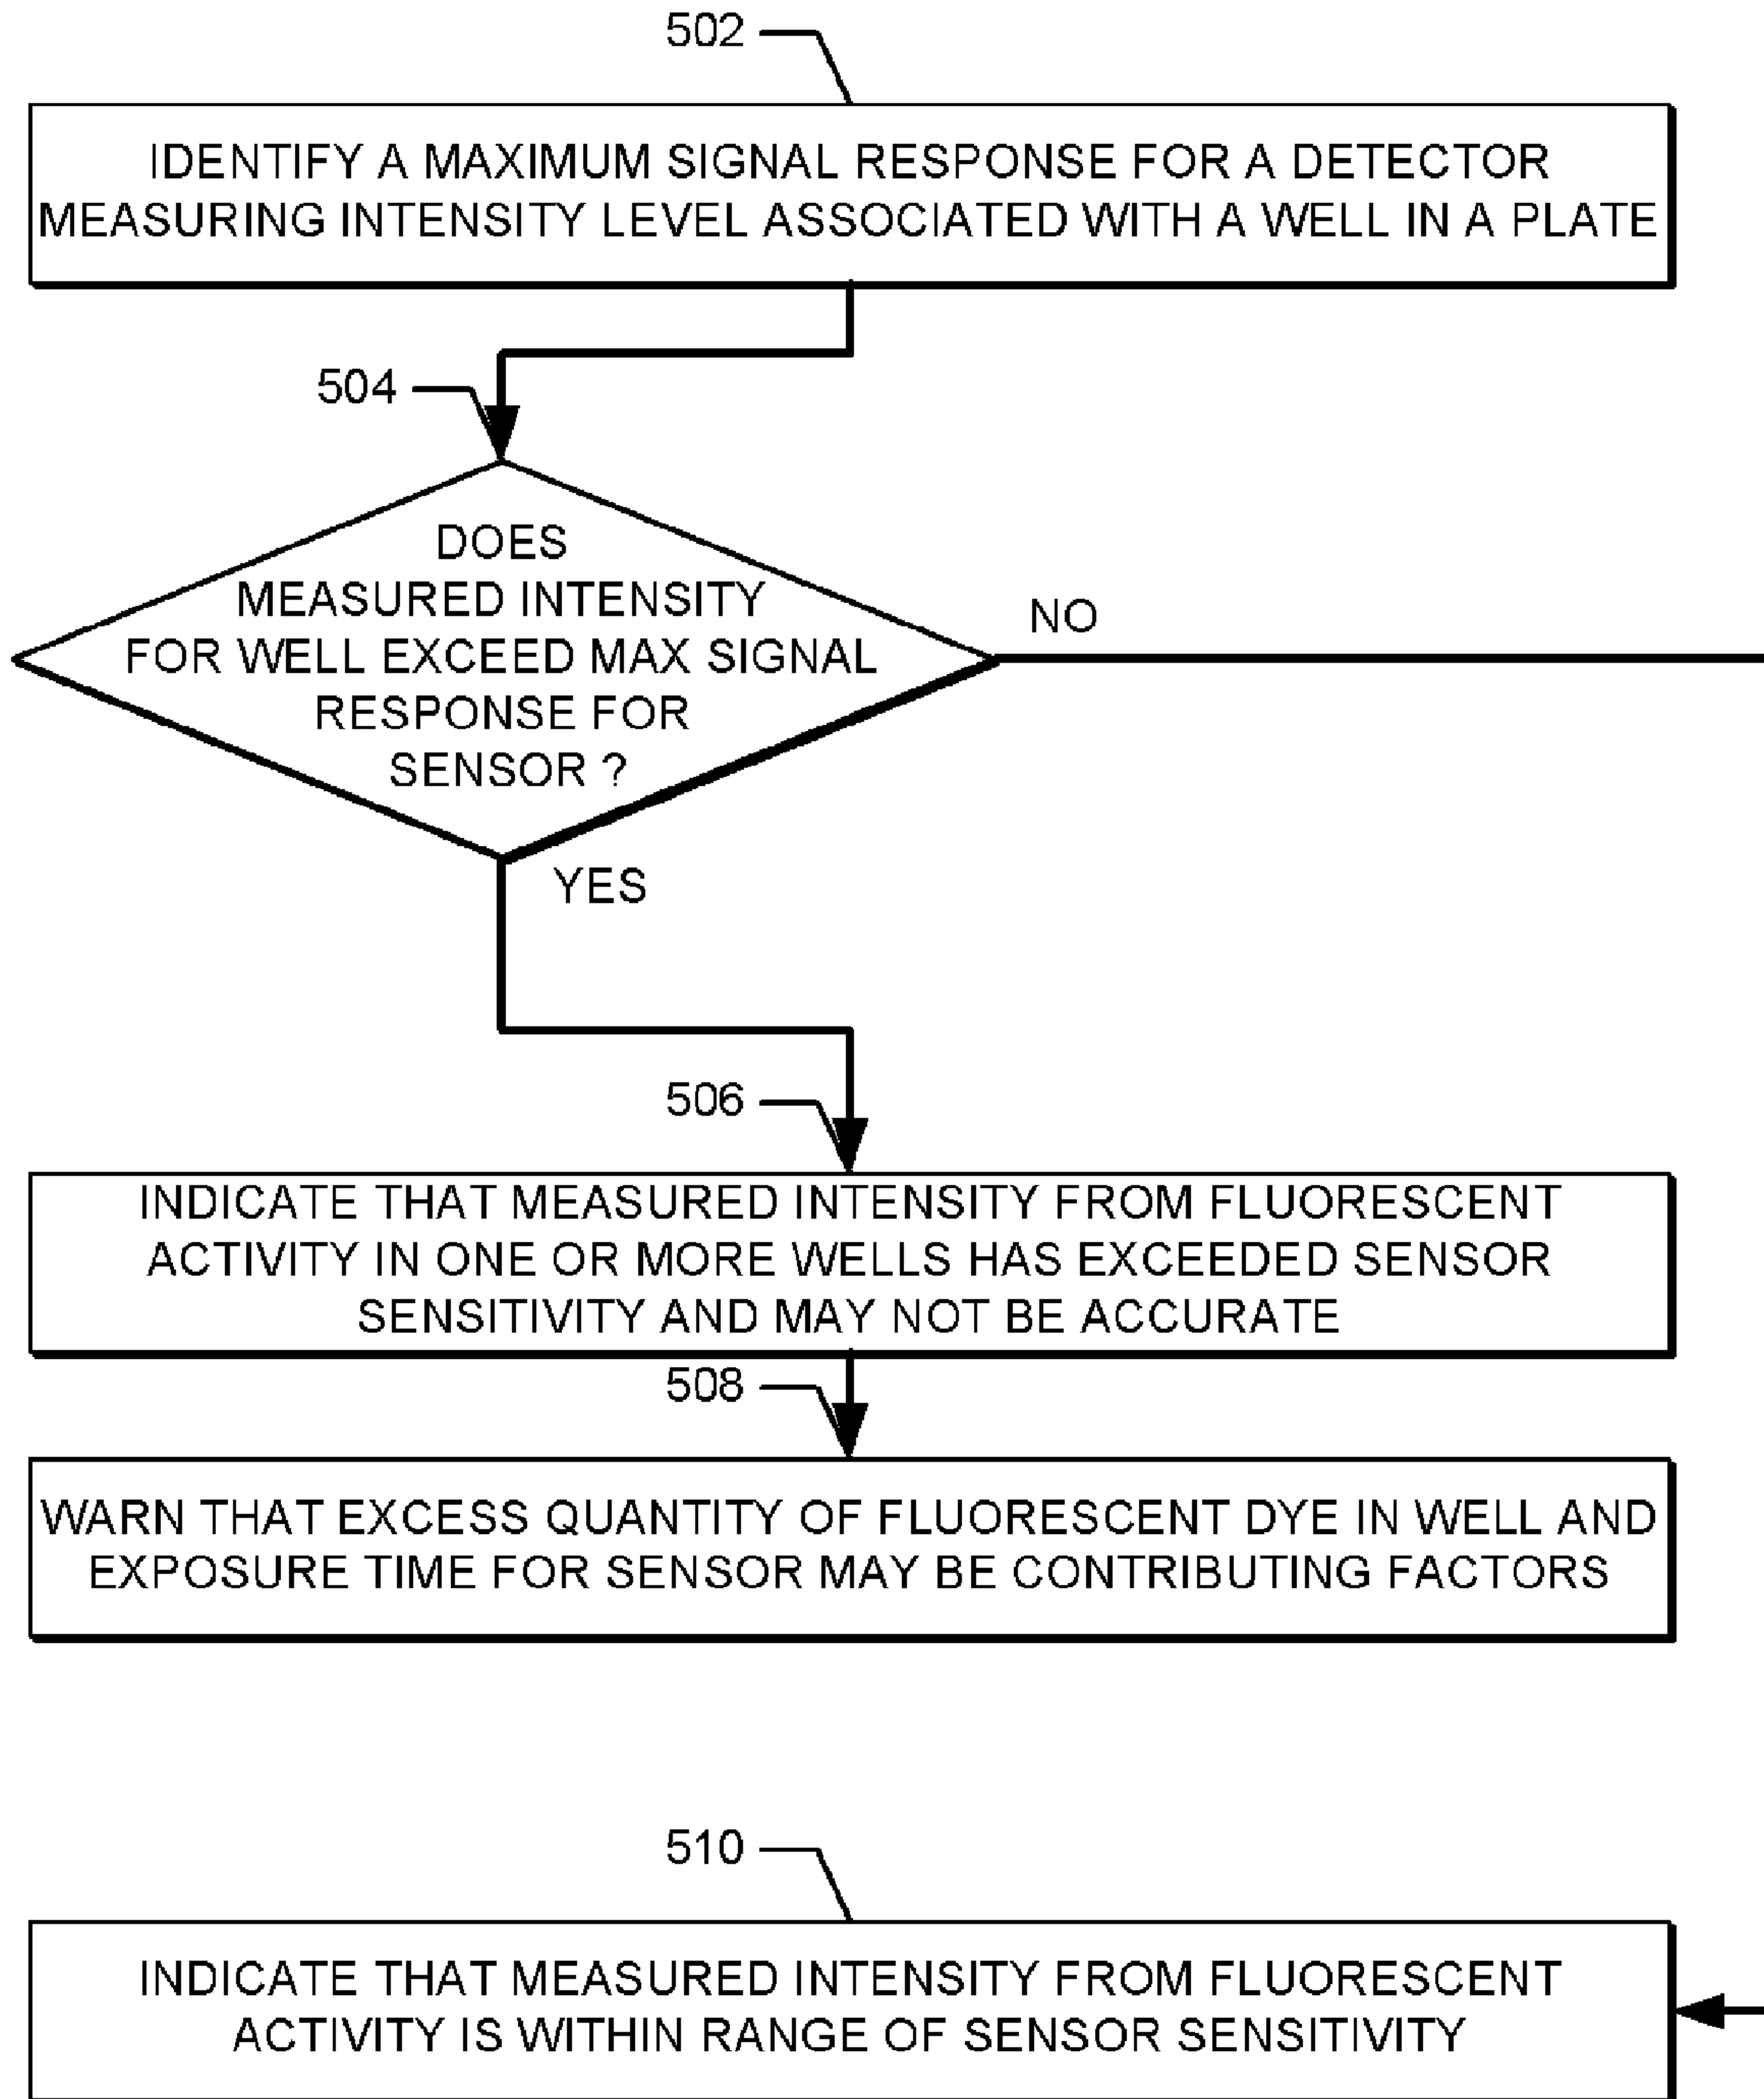 502
IDENTIFY A MAXIMUM SIGNAL RESPONSE FOR A DETECTOR
MEASURING INTENSITY LEVEL ASSOCIATED WITH A WELL IN A PLATE
504
DOES
MEASURED INTENSITY
FOR WELL EXCEED MAX SIGNAL
RESPONSE FOR
SENSOR ?
NO
YES
506
INDICATE THAT MEASURED INTENSITY FROM FLUORESCENT
ACTIVITY IN ONE OR MORE WELLS HAS EXCEEDED SENSOR
SENSITIVITY AND MAY NOT BE ACCURATE
508
WARN THAT EXCESS QUANTITY OF FLUORESCENT DYE IN WELL AND
EXPOSURE TIME FOR SENSOR MAY BE CONTRIBUTING FACTORS
510
INDICATE THAT MEASURED INTENSITY FROM FLUORESCENT
ACTIVITY IS WITHIN RANGE OF SENSOR SENSITIVITY